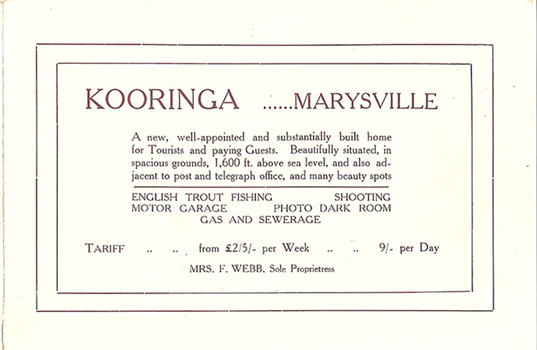 KOORINGA ......MARYSVILLE
A new, well-appointed and substantially built home
for Tourists and paying Guests. Beautifully situated, in
spacious grounds, 1,600 ft. above sea level, and also ad-
jacent to post and telegraph office, and many beauty spots
ENGLISH TROUT FISHING SHOOTING
MOTOR GARAGE PHOTO DARK ROOM
GAS AND SEWERAGE
TARIFF .. .. from £2/5/- per Week .. .. 9/- per Day
MRS. F. WEBB, Sole Proprietress